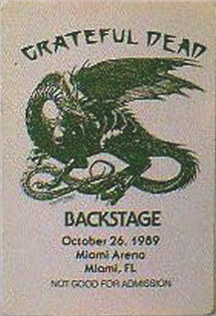 GRATEFUL DEAD
BACKSTAGE
October 26, 1989
Miami Arena
Miami, FL
NOT GOOD FOR ADMISSION